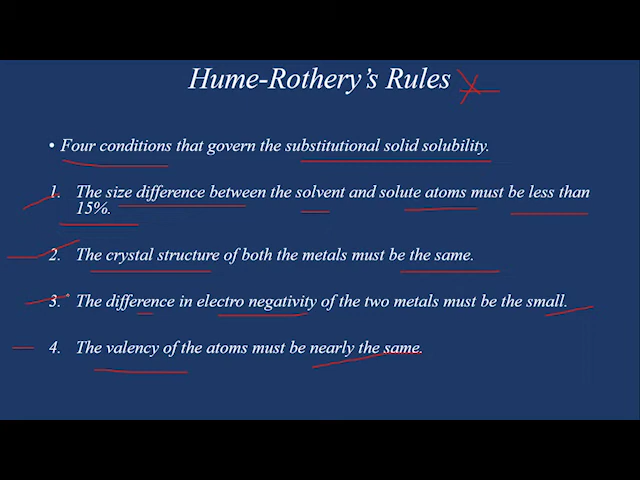 Hume-Rothery's Rules
• Four conditions that govern the substitutional solid solubility.
1. The size difference between the solvent and solute atoms must be less than
15%.
2. The crystal structure of both the metals must be the same.
3. The difference in electro negativity of the two metals must be the small.
4. The valency of the atoms must be nearly the same.